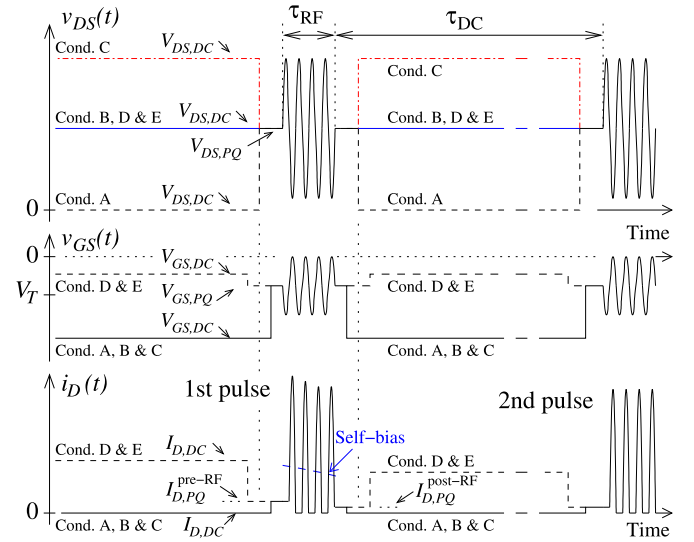 v_DS(t)
τ_RF
τ_DC
Cond. C
V_DS,DC
Cond. C
Cond. B, D & E
V_DS,DC
Cond. B, D & E
V_DS,PQ
Cond. A
V_DS,DC
Cond. A
0
Time
v_GS(t)
0
V_GS,DC
Cond. D & E
V_GS,PQ
Cond. D & E
V_T
V_GS,DC
Cond. A, B & C
Cond. A, B & C
i_D(t)
1st pulse
2nd pulse
Self−bias
Cond. D & E
I_D,DC
Cond. D & E
I_D,PQ^pre−RF
I_D,PQ^post−RF
0
Cond. A, B & C
I_D,DC
Cond. A, B & C
Time